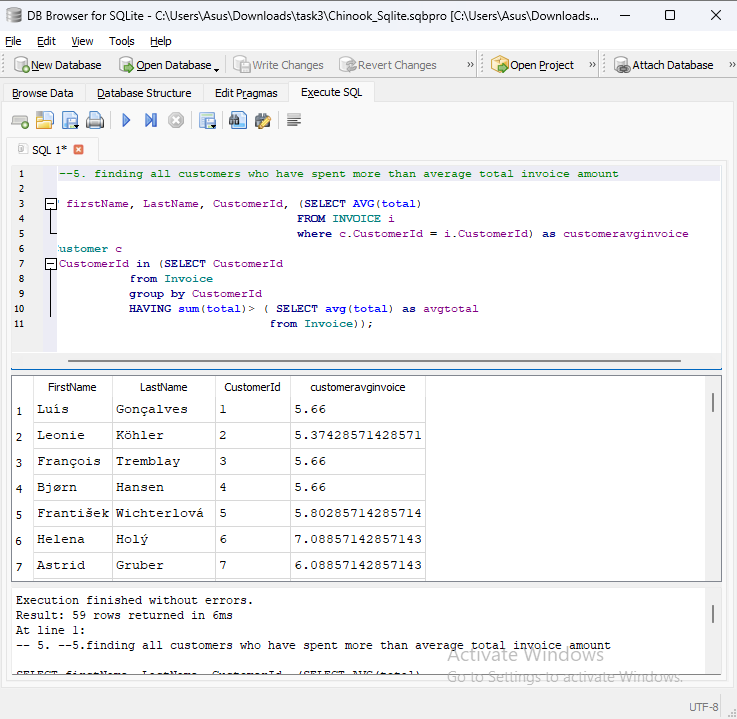 DB Browser for SQLite - C:\Users\Asus\Downloads\task3\Chinook_Sqlite.sqbpro [C:\Users\Asus\Downloads...
File Edit View Tools Help
New Database Open Database Write Changes Revert Changes » Open Project » Attach Database »
Browse Data Database Structure Edit Pragmas Execute SQL
SQL 1*
1 --5. finding all customers who have spent more than average total invoice amount
2
3 firstName, LastName, CustomerId, (SELECT AVG(total)
4 FROM INVOICE i
5 where c.CustomerId = i.CustomerId) as customeravginvoice
6 ustomer c
7 CustomerId in (SELECT CustomerId
8 from Invoice
9 group by CustomerId
10 HAVING sum(total)> ( SELECT avg(total) as avgtotal
11 from Invoice));
FirstName LastName CustomerId customeravginvoice
1 Luís Gonçalves 1 5.66
2 Leonie Köhler 2 5.37428571428571
3 François Tremblay 3 5.66
4 Bjørn Hansen 4 5.66
5 František Wichterlová 5 5.80285714285714
6 Helena Holý 6 7.08857142857143
7 Astrid Gruber 7 6.08857142857143
Execution finished without errors.
Result: 59 rows returned in 6ms
At line 1:
-- 5. --5.finding all customers who have spent more than average total invoice amount
SELECT firstName, LastName, CustomerId, (SELECT AVG(total)
Activate Windows
Go to Settings to activate Windows.
UTF-8